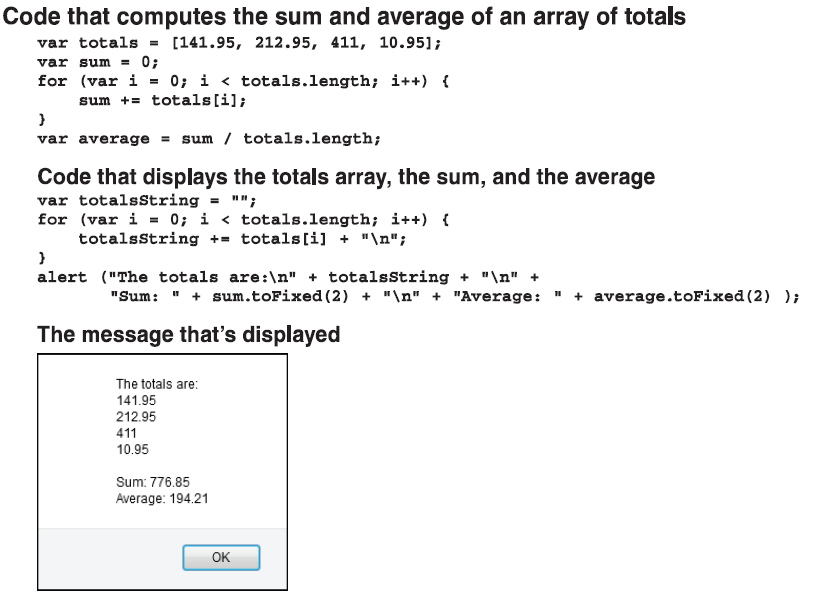 Code that computes the sum and average of an array of totals
var totals = [141.95, 212.95, 411, 10.95];
var sum = 0;
for (var i = 0; i < totals.length; i++) {
    sum += totals[i];
}
var average = sum / totals.length;
Code that displays the totals array, the sum, and the average
var totalsString = "";
for (var i = 0; i < totals.length; i++) {
    totalsString += totals[i] + "\n";
}
alert ("The totals are:\n" + totalsString + "\n" +
       "Sum: " + sum.toFixed(2) + "\n" + "Average: " + average.toFixed(2) );
The message that's displayed
The totals are:
141.95
212.95
411
10.95
Sum: 776.85
Average: 194.21
OK